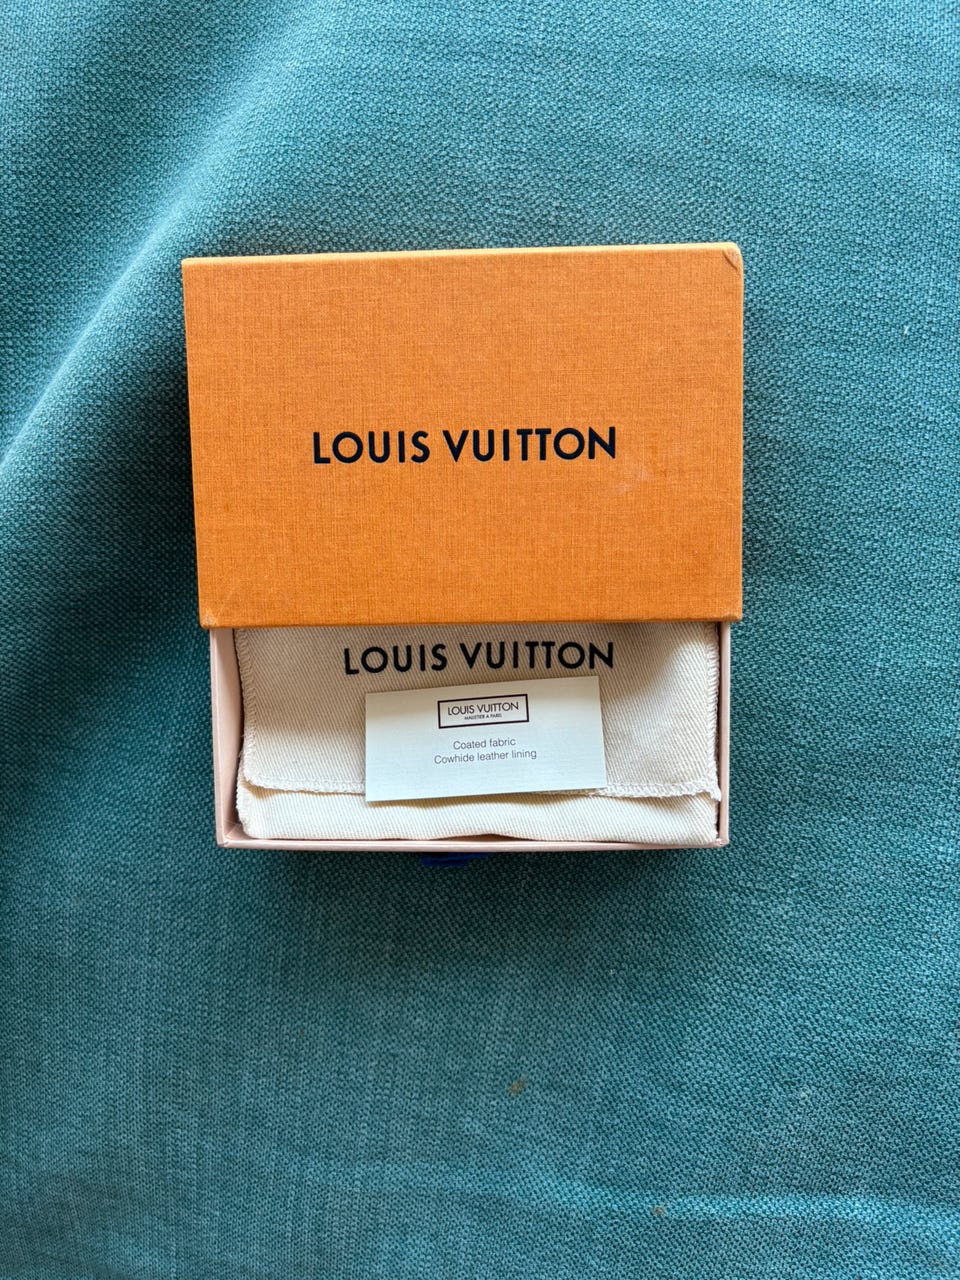 LOUIS VUITTON
LOUIS VUITTON
LOUIS VUITTON
MALLETIER A PARIS
Coated fabric
Cowhide leather lining